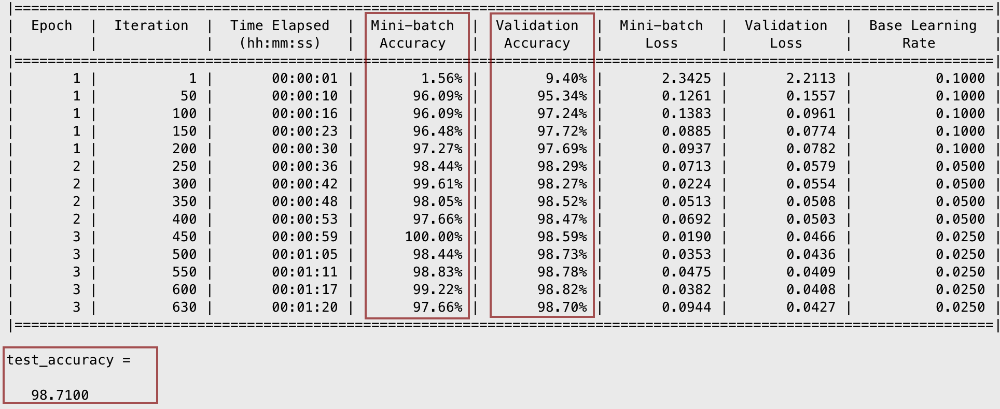 |======================================================================================================================|
|  Epoch  |  Iteration  |  Time Elapsed  |  Mini-batch  |  Validation  |  Mini-batch  |  Validation  |  Base Learning  |
|         |             |   (hh:mm:ss)   |   Accuracy   |   Accuracy   |     Loss     |     Loss     |      Rate       |
|======================================================================================================================|
|       1 |           1 |       00:00:01 |        1.56% |        9.40% |       2.3425 |       2.2113 |          0.1000 |
|       1 |          50 |       00:00:10 |       96.09% |       95.34% |       0.1261 |       0.1557 |          0.1000 |
|       1 |         100 |       00:00:16 |       96.09% |       97.24% |       0.1383 |       0.0961 |          0.1000 |
|       1 |         150 |       00:00:23 |       96.48% |       97.72% |       0.0885 |       0.0774 |          0.1000 |
|       1 |         200 |       00:00:30 |       97.27% |       97.69% |       0.0937 |       0.0782 |          0.1000 |
|       2 |         250 |       00:00:36 |       98.44% |       98.29% |       0.0713 |       0.0579 |          0.0500 |
|       2 |         300 |       00:00:42 |       99.61% |       98.27% |       0.0224 |       0.0554 |          0.0500 |
|       2 |         350 |       00:00:48 |       98.05% |       98.52% |       0.0513 |       0.0508 |          0.0500 |
|       2 |         400 |       00:00:53 |       97.66% |       98.47% |       0.0692 |       0.0503 |          0.0500 |
|       3 |         450 |       00:00:59 |      100.00% |       98.59% |       0.0190 |       0.0466 |          0.0250 |
|       3 |         500 |       00:01:05 |       98.44% |       98.73% |       0.0353 |       0.0436 |          0.0250 |
|       3 |         550 |       00:01:11 |       98.83% |       98.78% |       0.0475 |       0.0409 |          0.0250 |
|       3 |         600 |       00:01:17 |       99.22% |       98.82% |       0.0382 |       0.0408 |          0.0250 |
|       3 |         630 |       00:01:20 |       97.66% |       98.70% |       0.0944 |       0.0427 |          0.0250 |
|======================================================================================================================|
test_accuracy =
98.7100